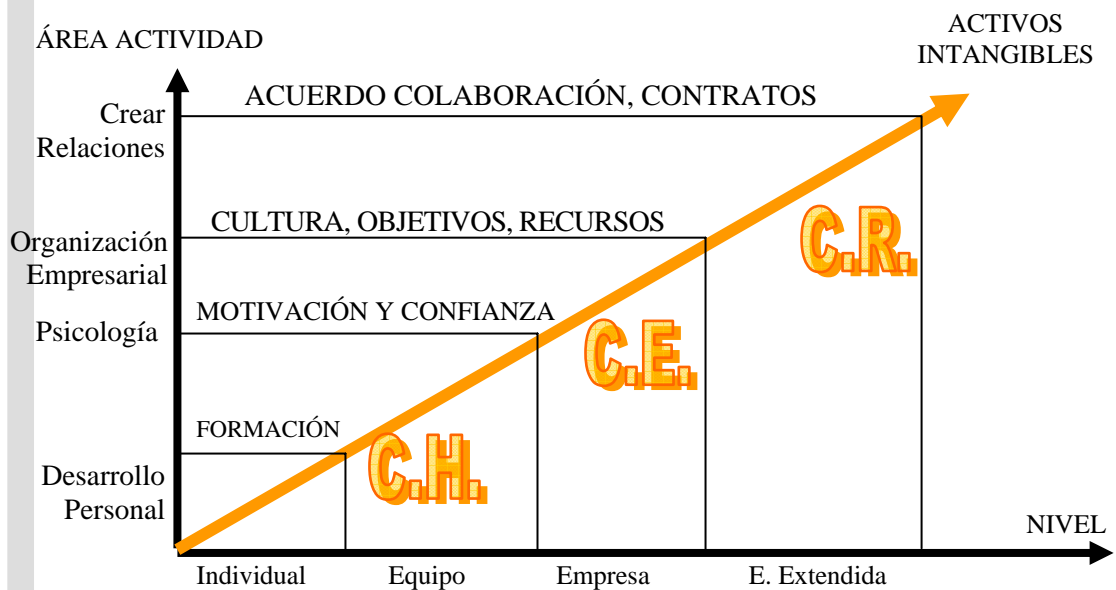 ÁREA ACTIVIDAD
ACTIVOS
INTANGIBLES
Crear
Relaciones
ACUERDO COLABORACIÓN, CONTRATOS
Organización
Empresarial
CULTURA, OBJETIVOS, RECURSOS
C.R.
Psicología
MOTIVACIÓN Y CONFIANZA
C.E.
Desarrollo
Personal
FORMACIÓN
C.H.
NIVEL
Individual
Equipo
Empresa
E. Extendida